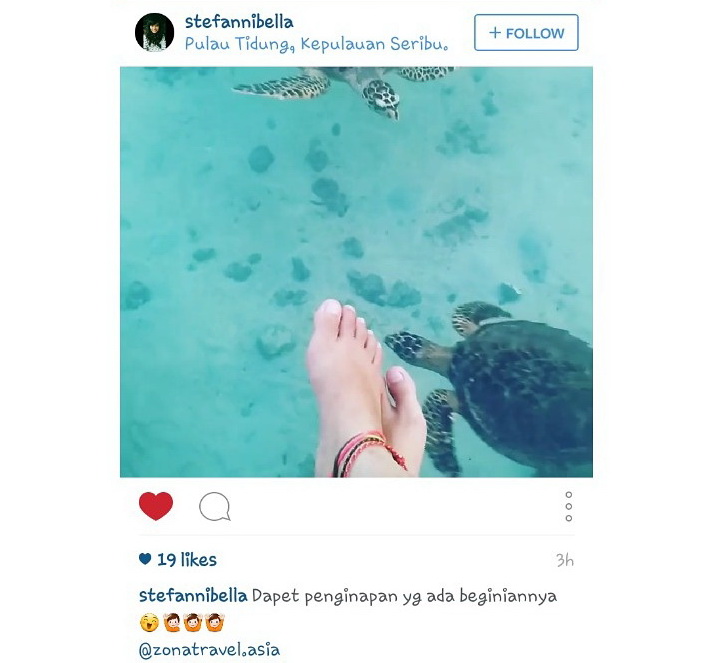 stefannibella
Pulau Tidung, Kepulauan Seribu.
+ FOLLOW
19 likes
3h
stefannibella Dapet penginapan yg ada beginiannya
@zonatravel.asia